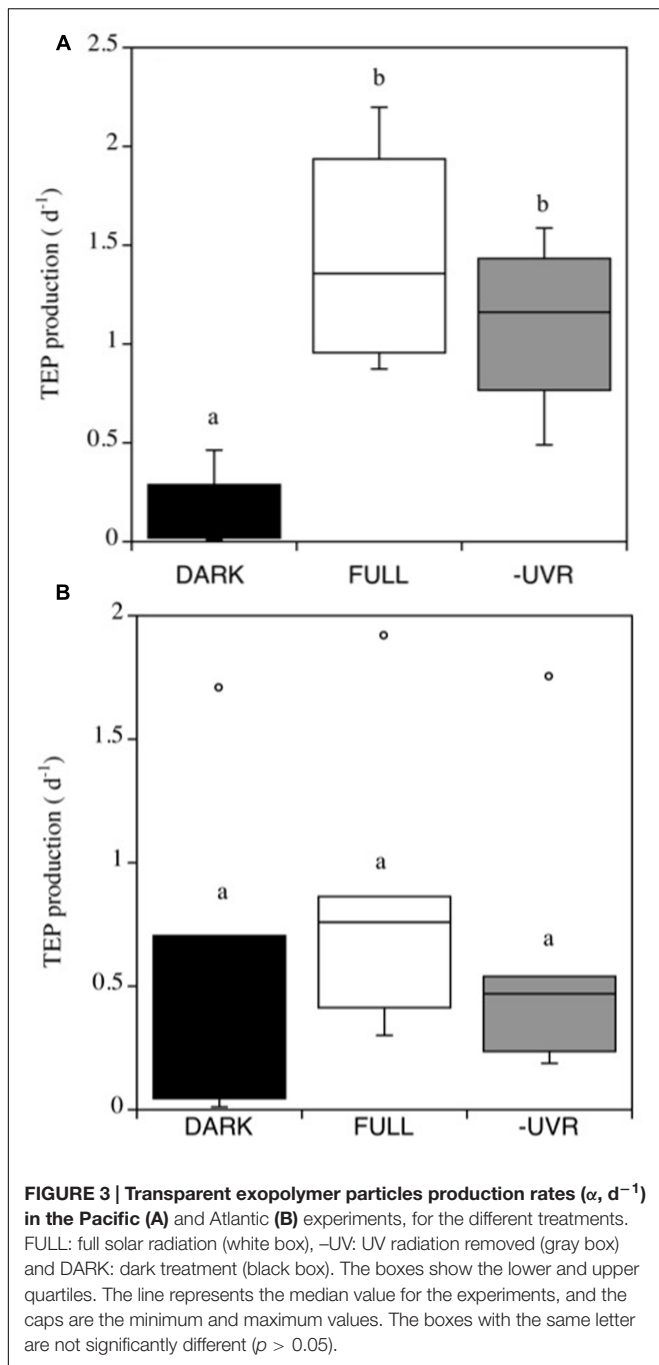 A
2.5
b
2
b
1.5
TEP production ( d-1)
1
a
0.5
0
DARK FULL -UVR
B
2
1.5
TEP production ( d-1)
1
a a
a
0.5
0
DARK FULL -UVR
FIGURE 3 | Transparent exopolymer particles production rates (α, d−1)
in the Pacific (A) and Atlantic (B) experiments, for the different treatments.
FULL: full solar radiation (white box), –UV: UV radiation removed (gray box)
and DARK: dark treatment (black box). The boxes show the lower and upper
quartiles. The line represents the median value for the experiments, and the
caps are the minimum and maximum values. The boxes with the same letter
are not significantly different (p > 0.05).